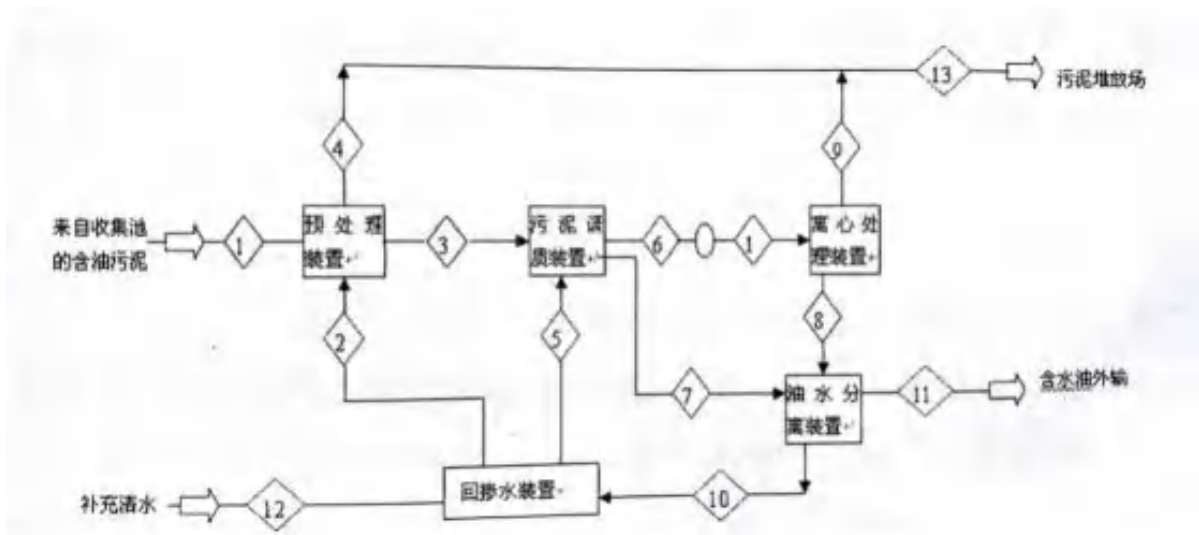 13
污泥堆放场
4
9
来自收集池
的含油污泥
1
预处理
装置
3
污泥调
质装置
6
1
离心处
理装置
2
5
8
7
油水分
离装置
11
含水油外输
补充清水
12
回掺水装置
10